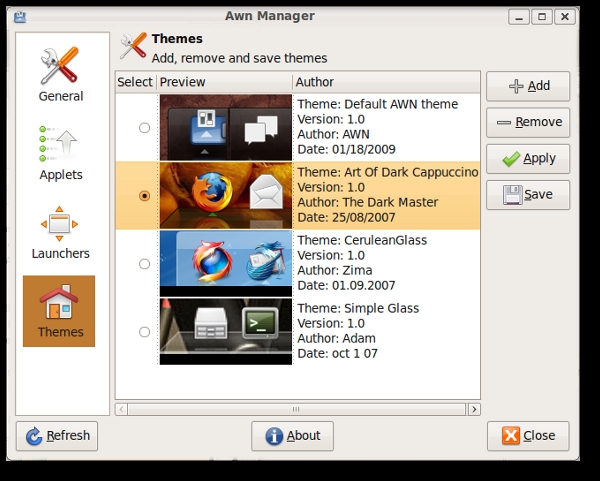 Awn Manager
General
Applets
Launchers
Themes
Themes
Add, remove and save themes
Select Preview Author
Theme: Default AWN theme
Version: 1.0
Author: AWN
Date: 01/18/2009
Theme: Art Of Dark Cappuccino
Version: 1.0
Author: The Dark Master
Date: 25/08/2007
Theme: CeruleanGlass
Version: 1.0
Author: Zima
Date: 01.09.2007
Theme: Simple Glass
Version: 1.0
Author: Adam
Date: oct 1 07
Add
Remove
Apply
Save
Refresh
About
Close